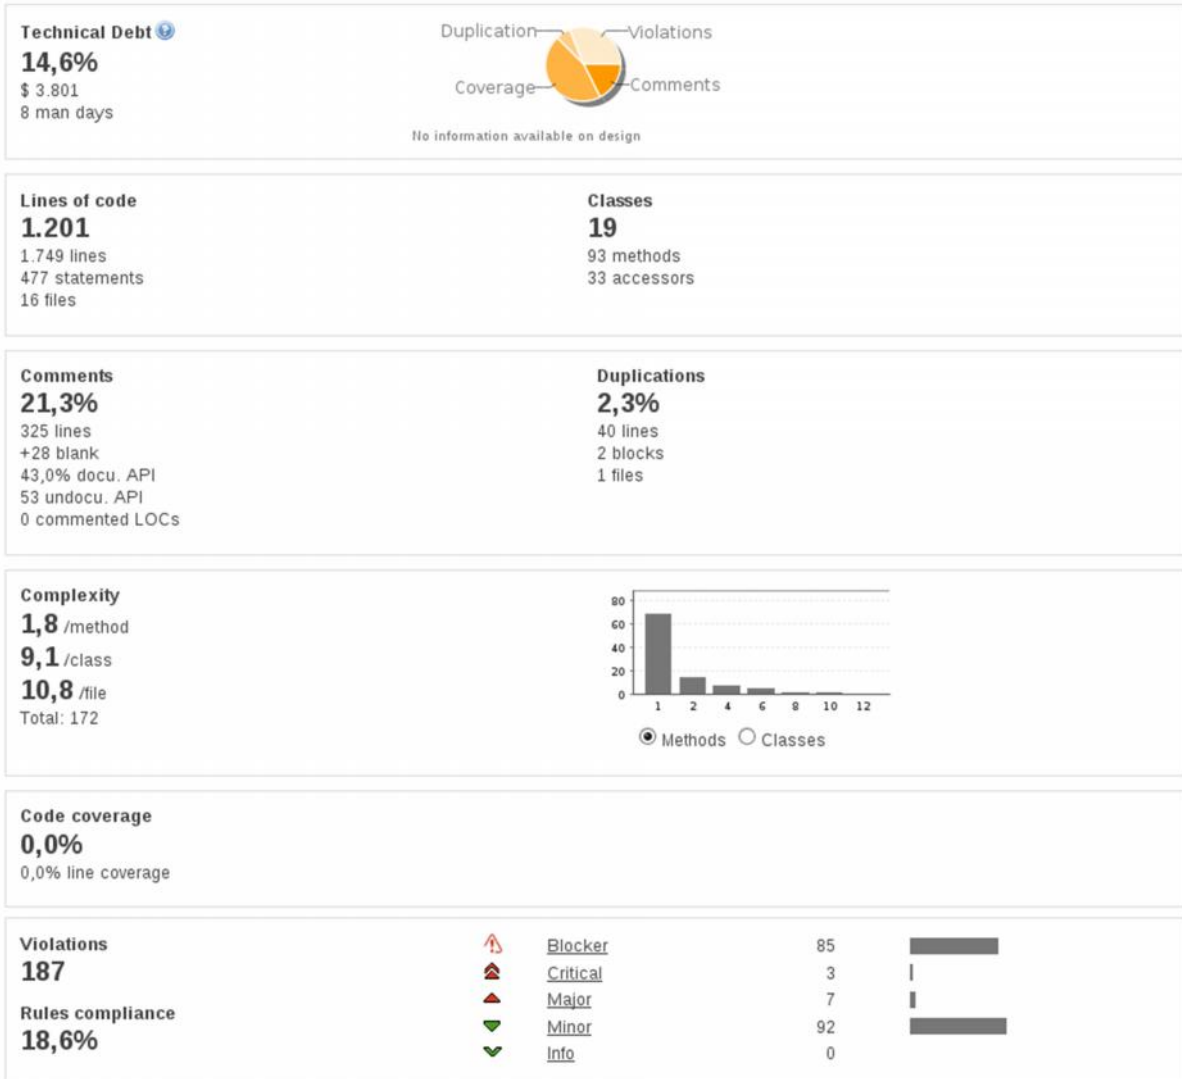 Technical Debt
14,6%
$ 3.801
8 man days
Duplication
Violations
Coverage
Comments
No information available on design
Lines of code
1.201
1.749 lines
477 statements
16 files
Classes
19
93 methods
33 accessors
Comments
21,3%
325 lines
+28 blank
43,0% docu. API
53 undocu. API
0 commented LOCs
Duplications
2,3%
40 lines
2 blocks
1 files
Complexity
1,8 /method
9,1 /class
10,8 /file
Total: 172
80
60
40
20
0
1 2 4 6 8 10 12
Methods Classes
Code coverage
0,0%
0,0% line coverage
Violations
187
Rules compliance
18,6%
Blocker 85
Critical 3
Major 7
Minor 92
Info 0